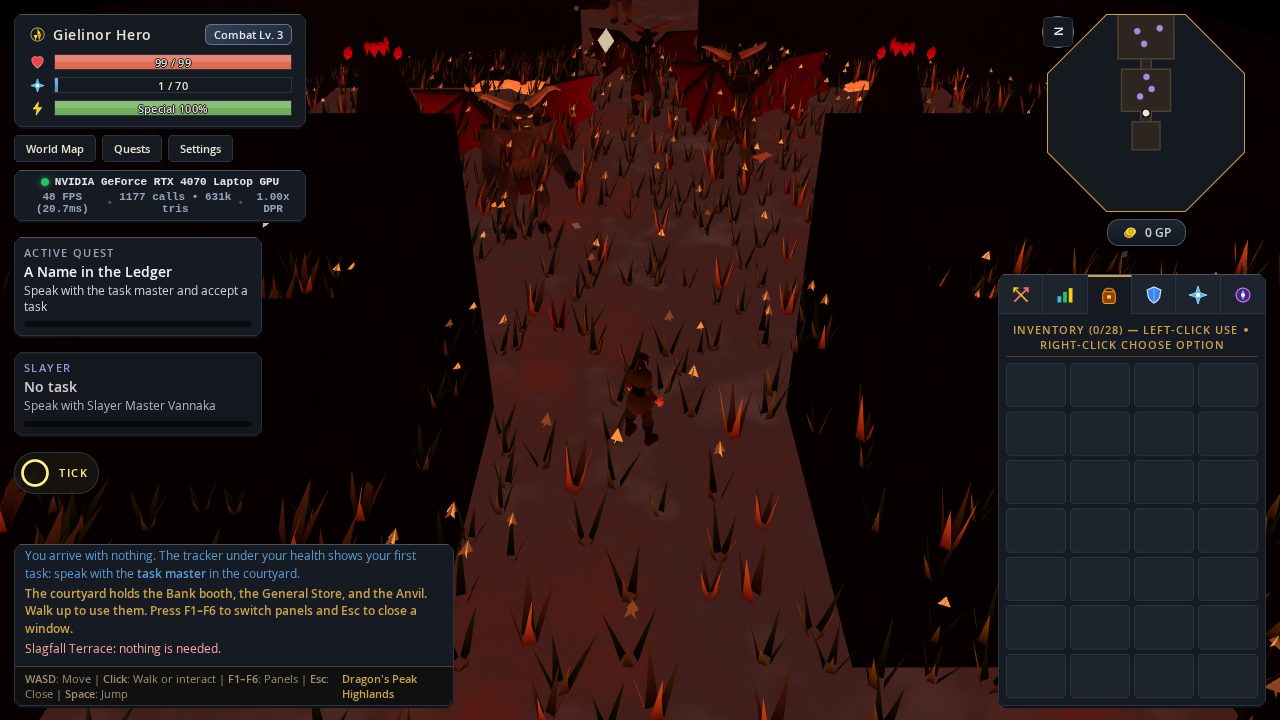 Gielinor Hero
Combat Lv. 3
99 / 99
1 / 70
Special 100%
World Map
Quests
Settings
NVIDIA GeForce RTX 4070 Laptop GPU
48 FPS (20.7ms) • 1177 calls • 631k tris • 1.00x DPR
ACTIVE QUEST
A Name in the Ledger
Speak with the task master and accept a
task
SLAYER
No task
Speak with Slayer Master Vannaka
TICK
You arrive with nothing. The tracker under your health shows your first
task: speak with the task master in the courtyard.
The courtyard holds the Bank booth, the General Store, and the Anvil.
Walk up to use them. Press F1–F6 to switch panels and Esc to close a
window.
Slagfall Terrace: nothing is needed.
WASD: Move | Click: Walk or interact | F1–F6: Panels | Esc:
Close | Space: Jump
Dragon's Peak
Highlands
N
0 GP
INVENTORY (0/28) — LEFT-CLICK USE •
RIGHT-CLICK CHOOSE OPTION